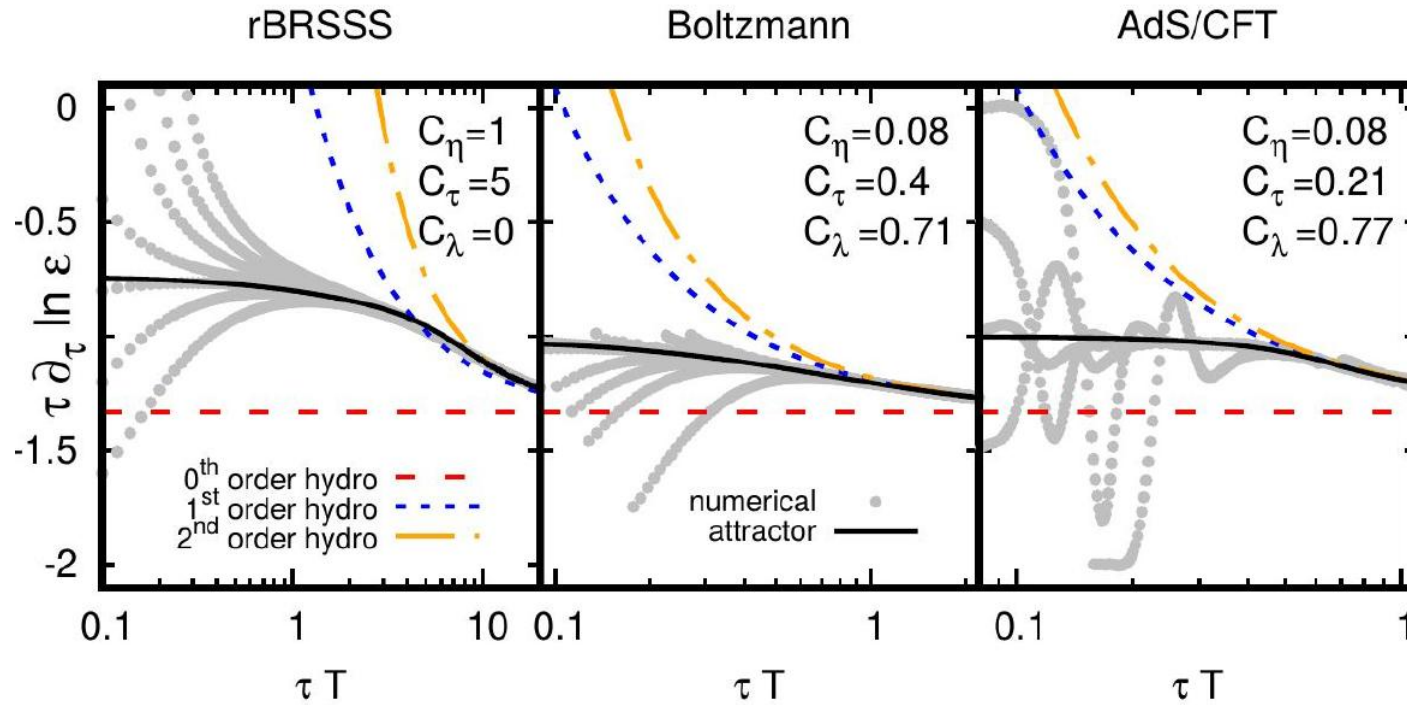 rBRSSS
Boltzmann
AdS/CFT
τ ∂τ ln ε
0
-0.5
-1.5
-2
Cη=1
Cτ=5
Cλ=0
0th order hydro
1st order hydro
2nd order hydro
0.1
1
10
τ T
Cη=0.08
Cτ=0.4
Cλ=0.71
numerical
attractor
0.1
1
τ T
Cη=0.08
Cτ=0.21
Cλ=0.77
0.1
1
τ T